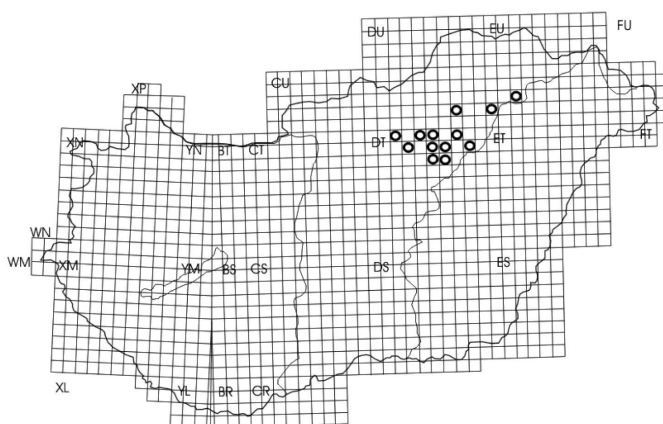 DU EU FU
XP CU
XN YN BT CT DT ET FT
WN
WM XM YM BS CS DS ES
XL YL BR CR